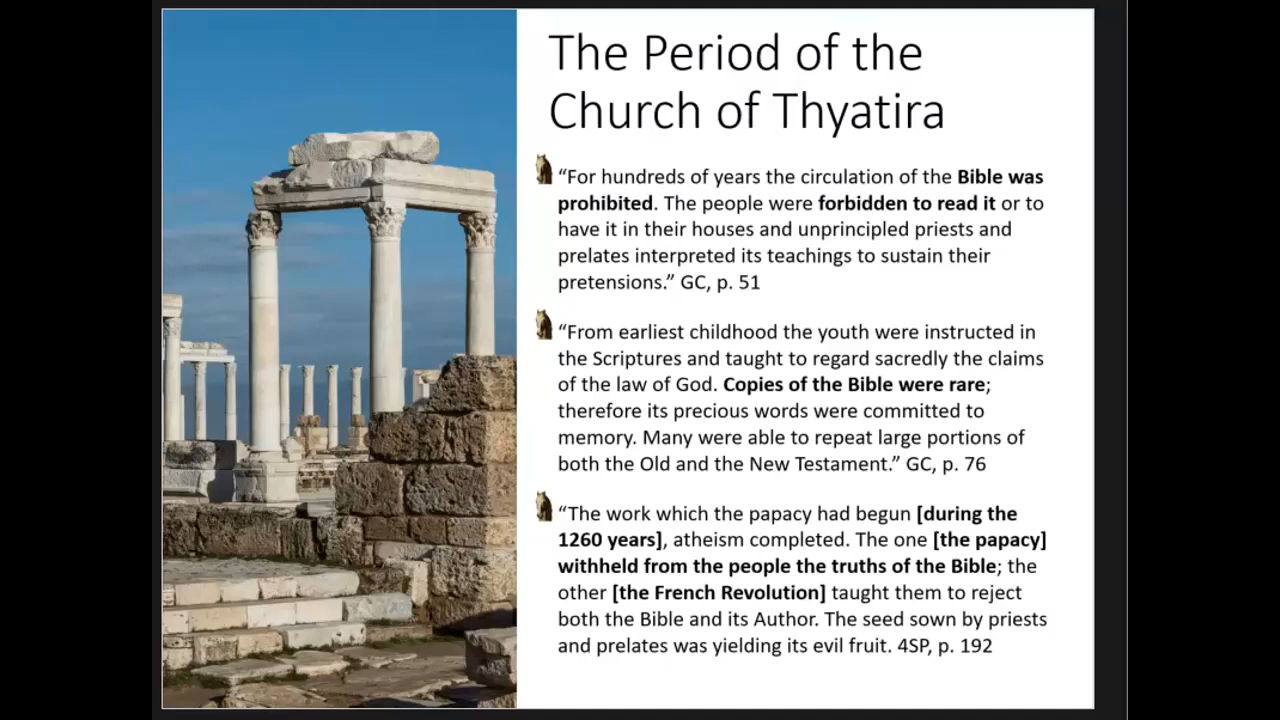 The Period of the
Church of Thyatira
“For hundreds of years the circulation of the Bible was
prohibited. The people were forbidden to read it or to
have it in their houses and unprincipled priests and
prelates interpreted its teachings to sustain their
pretensions.” GC, p. 51
“From earliest childhood the youth were instructed in
the Scriptures and taught to regard sacredly the claims
of the law of God. Copies of the Bible were rare;
therefore its precious words were committed to
memory. Many were able to repeat large portions of
both the Old and the New Testament.” GC, p. 76
“The work which the papacy had begun [during the
1260 years], atheism completed. The one [the papacy]
withheld from the people the truths of the Bible; the
other [the French Revolution] taught them to reject
both the Bible and its Author. The seed sown by priests
and prelates was yielding its evil fruit. 4SP, p. 192